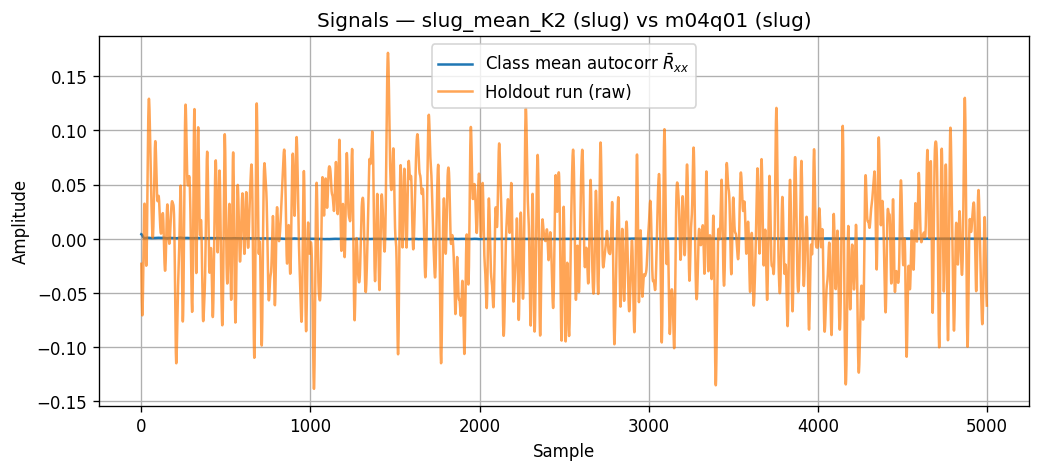 Signals — slug_mean_K2 (slug) vs m04q01 (slug)
Class mean autocorr R̄xx
Holdout run (raw)
Amplitude
0.15
0.10
0.05
0.00
−0.05
−0.10
−0.15
0 1000 2000 3000 4000 5000
Sample